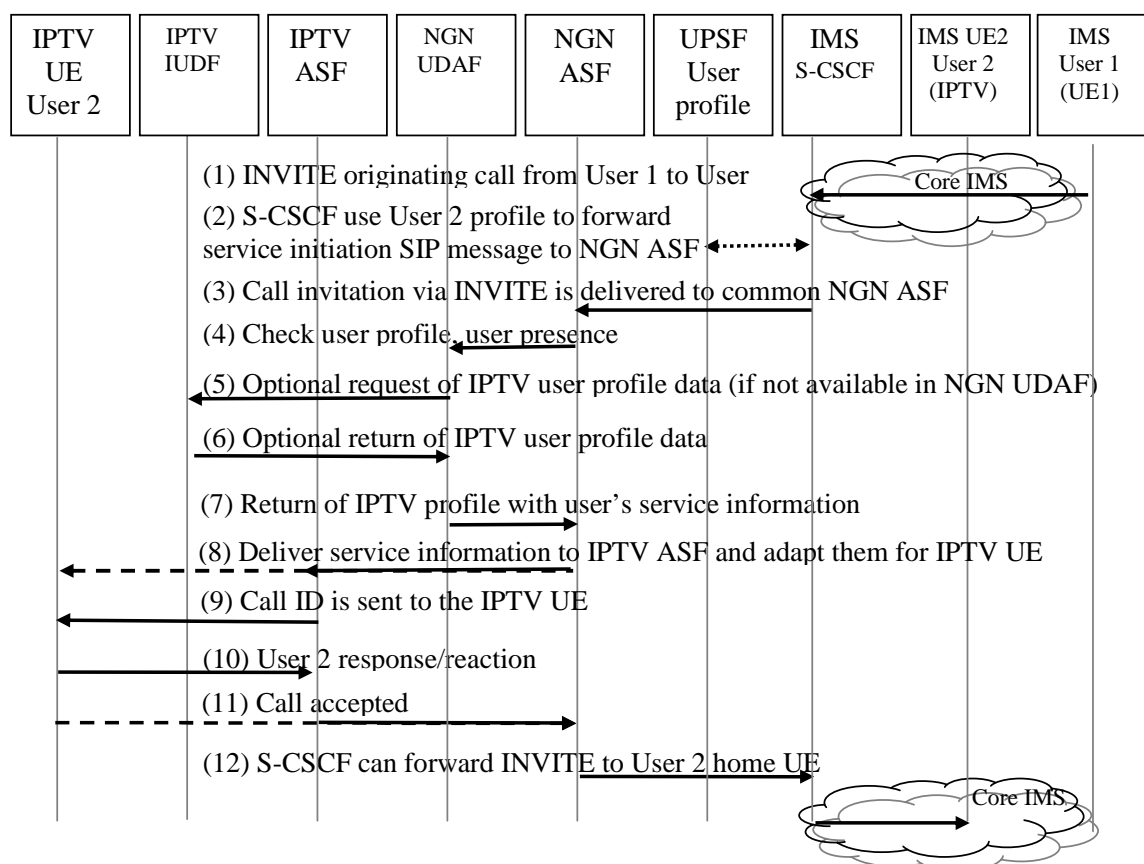 IPTV
UE
User 2
IPTV
IUDF
IPTV
ASF
NGN
UDAF
NGN
ASF
UPSF
User
profile
IMS
S-CSCF
IMS UE2
User 2
(IPTV)
IMS
User 1
(UE1)
(1) INVITE originating call from User 1 to User
Core IMS
(2) S-CSCF use User 2 profile to forward
service initiation SIP message to NGN ASF
(3) Call invitation via INVITE is delivered to common NGN ASF
(4) Check user profile, user presence
(5) Optional request of IPTV user profile data (if not available in NGN UDAF)
(6) Optional return of IPTV user profile data
(7) Return of IPTV profile with user’s service information
(8) Deliver service information to IPTV ASF and adapt them for IPTV UE
(9) Call ID is sent to the IPTV UE
(10) User 2 response/reaction
(11) Call accepted
(12) S-CSCF can forward INVITE to User 2 home UE
Core IMS